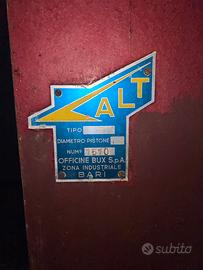 ALT
TIPO
DIAMETRO PISTONE
NUM°
OFFICINE BUX S.p.A.
ZONA INDUSTRIALE
BARI
subito